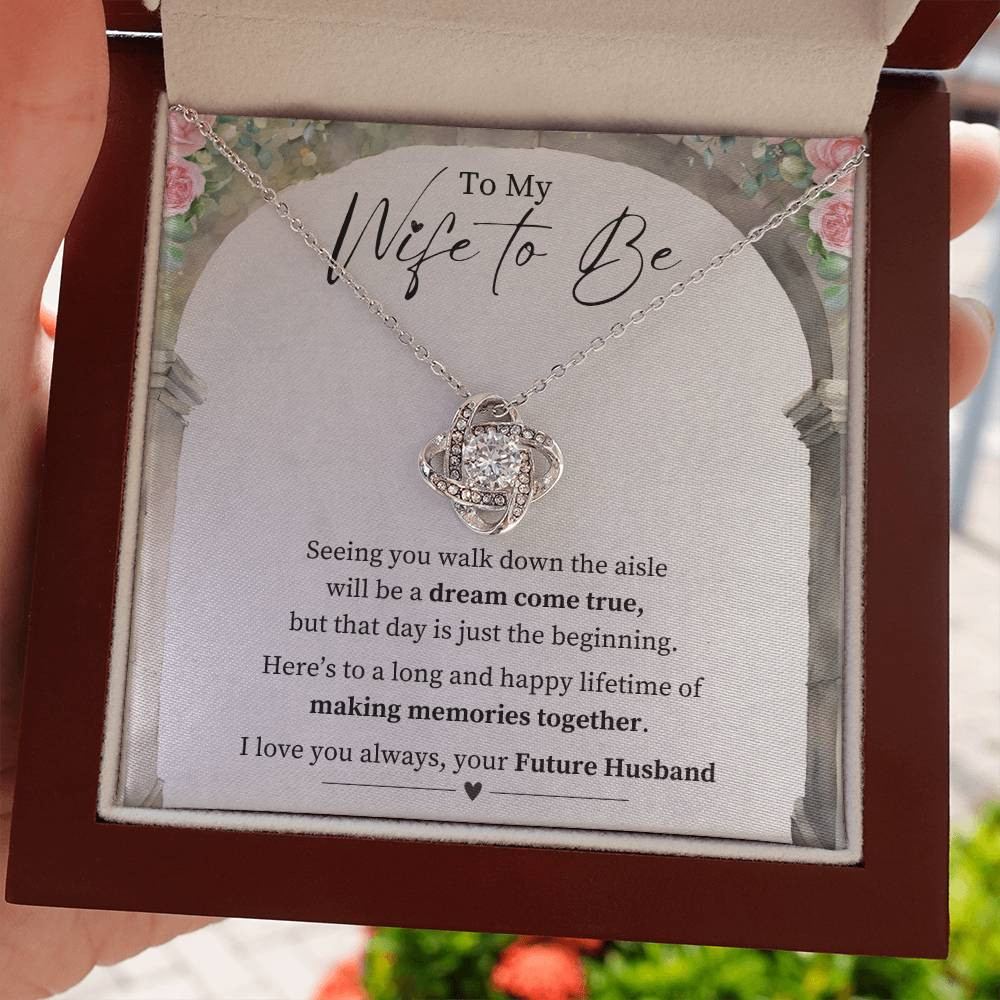 To My
Wife to Be
Seeing you walk down the aisle
will be a dream come true,
but that day is just the beginning.
Here’s to a long and happy lifetime of
making memories together.
I love you always, your Future Husband